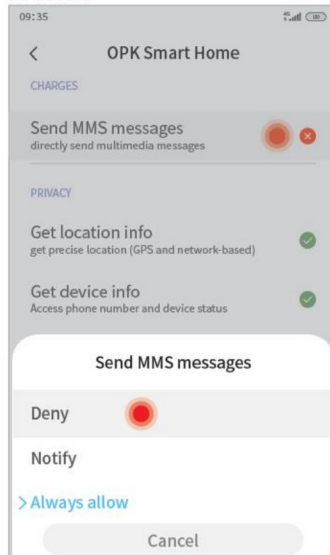 09:35
OPK Smart Home
CHARGES
Send MMS messages
directly send multimedia messages
PRIVACY
Get location info
get precise location (GPS and network-based)
Get device info
Access phone number and device status
Send MMS messages
Deny
Notify
Always allow
Cancel